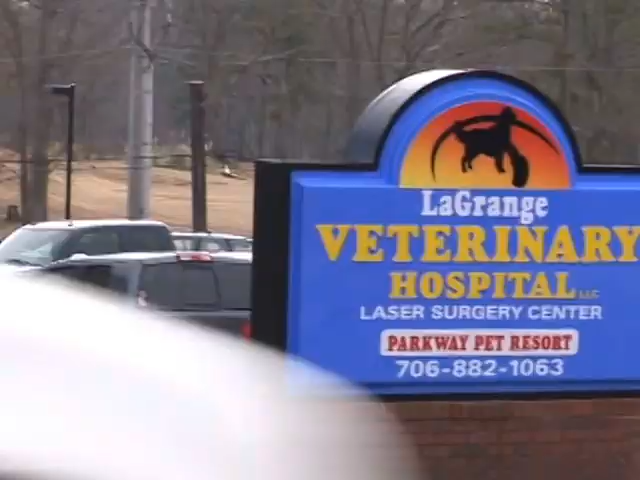 LaGrange
VETERINARY
HOSPITAL LLC
LASER SURGERY CENTER
PARKWAY PET RESORT
706-882-1063